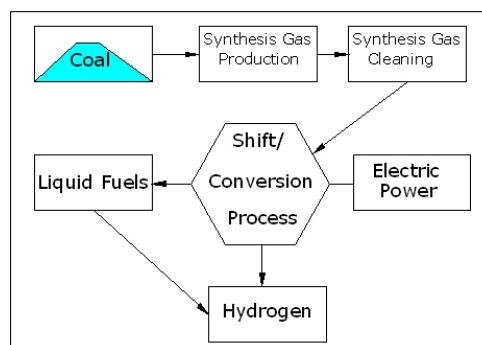 Coal
Synthesis Gas
Production
Synthesis Gas
Cleaning
Shift/
Conversion
Process
Liquid Fuels
Electric
Power
Hydrogen